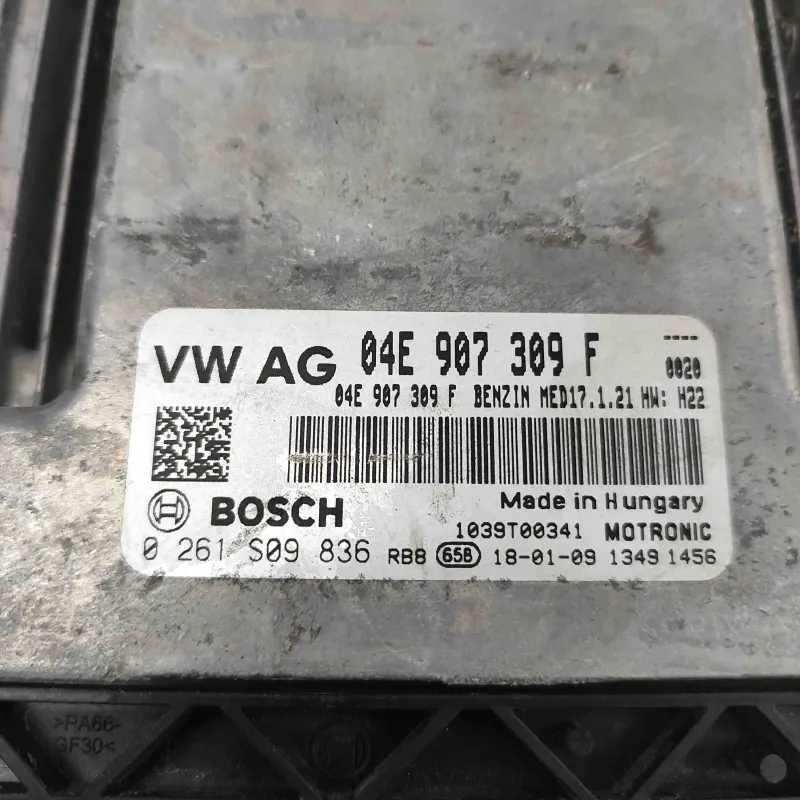 VW AG 04E 907 309 F ----
0020
04E 907 309 F BENZIN MED17.1.21 HW: H22
BOSCH Made in Hungary
1039T00341 MOTRONIC
0 261 S09 836 RB8 658 18-01-09 1349 1456
>PA66-
GF30<